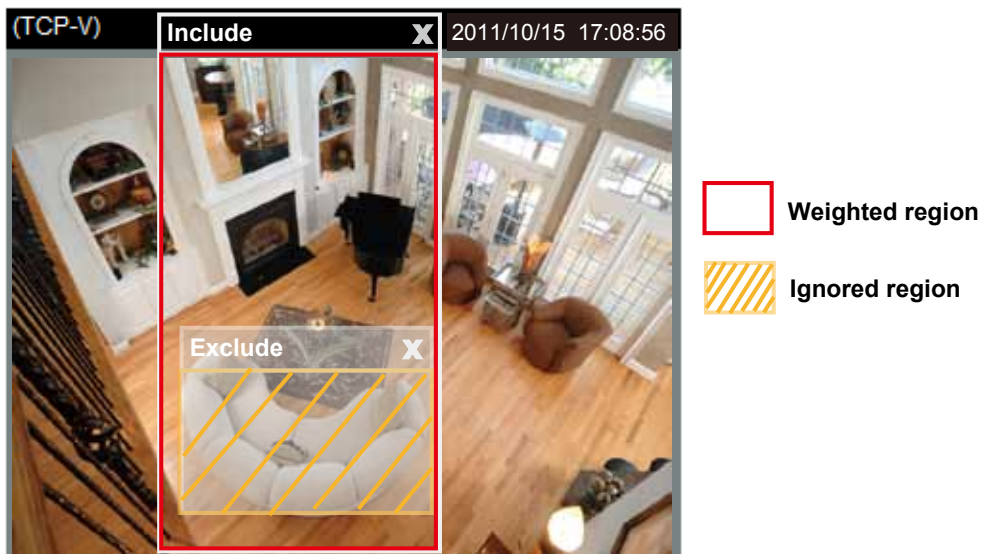 (TCP-V)
Include X 2011/10/15 17:08:56
Weighted region
Ignored region
Exclude X